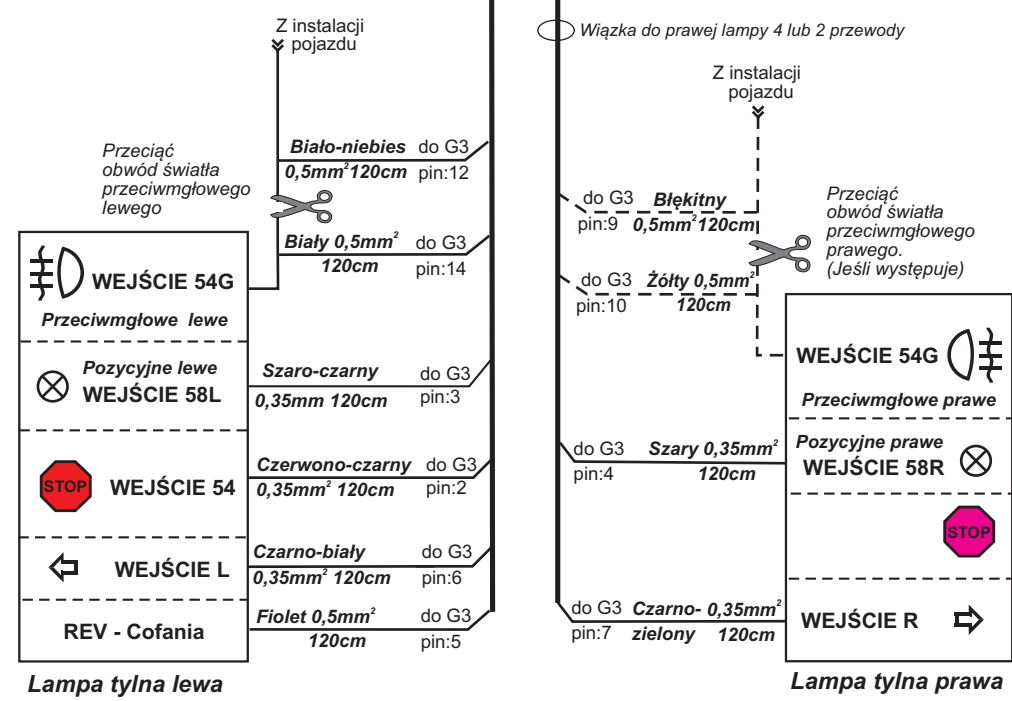 Z instalacji
pojazdu
Wiązka do prawej lampy 4 lub 2 przewody
Z instalacji
pojazdu
Przeciąć
obwód światła
przeciwmgłowego
lewego
Biało-niebies do G3
0,5mm² 120cm pin:12
Biały 0,5mm² do G3
120cm pin:14
WEJŚCIE 54G
Przeciwmgłowe lewe
Pozycyjne lewe
WEJŚCIE 58L
Szaro-czarny do G3
0,35mm 120cm pin:3
STOP WEJŚCIE 54
Czerwono-czarny do G3
0,35mm² 120cm pin:2
WEJŚCIE L
Czarno-biały do G3
0,35mm² 120cm pin:6
REV - Cofania
Fiolet 0,5mm² do G3
120cm pin:5
Lampa tylna lewa
do G3 Błękitny
pin:9 0,5mm² 120cm
Przeciąć
obwód światła
przeciwmgłowego
prawego.
(Jeśli występuje)
do G3 Żółty 0,5mm²
pin:10 120cm
WEJŚCIE 54G
Przeciwmgłowe prawe
do G3 Szary 0,35mm²
pin:4 120cm
Pozycyjne prawe
WEJŚCIE 58R
STOP
do G3 Czarno- 0,35mm²
pin:7 zielony 120cm
WEJŚCIE R
Lampa tylna prawa